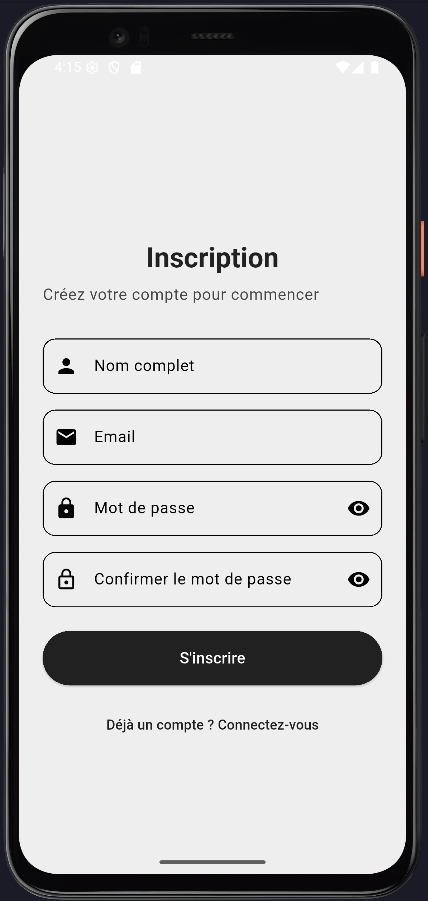 4:15
Inscription
Créez votre compte pour commencer
Nom complet
Email
Mot de passe
Confirmer le mot de passe
S'inscrire
Déjà un compte ? Connectez-vous